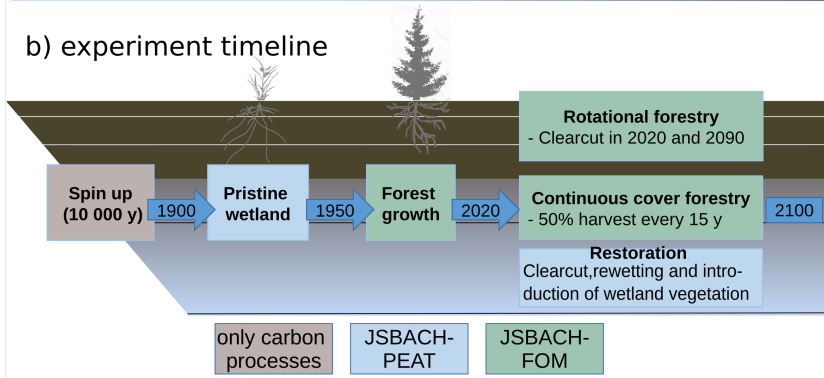 b) experiment timeline
Rotational forestry
- Clearcut in 2020 and 2090
Spin up
(10 000 y)
1900
Pristine
wetland
1950
Forest
growth
2020
Continuous cover forestry
- 50% harvest every 15 y
2100
Restoration
Clearcut,rewetting and intro-
duction of wetland vegetation
only carbon
processes
JSBACH-
PEAT
JSBACH-
FOM